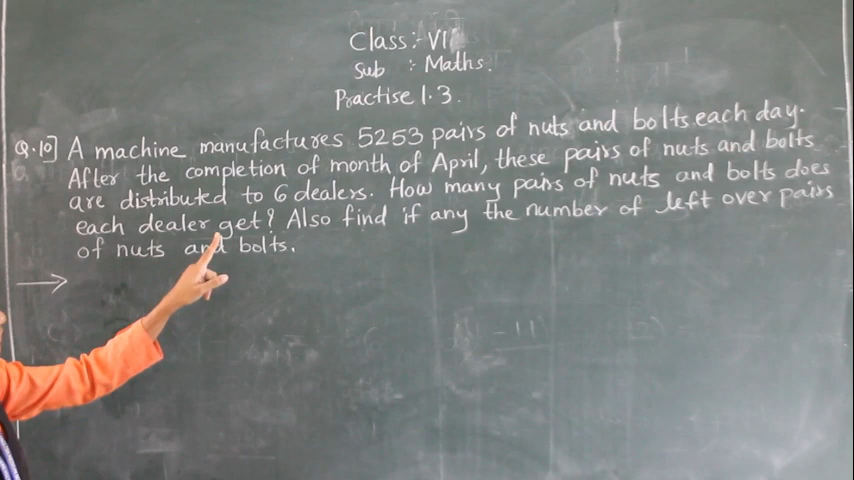 Class:- VI
Sub : Maths.
Practise 1.3.
Q.10] A machine manufactures 5253 pairs of nuts and bolts each day.
After the completion of month of April, these pairs of nuts and bolts
are distributed to 6 dealers. How many pairs of nuts and bolts does
each dealer get? Also find if any the number of left over pairs
of nuts and bolts.
→
- 11